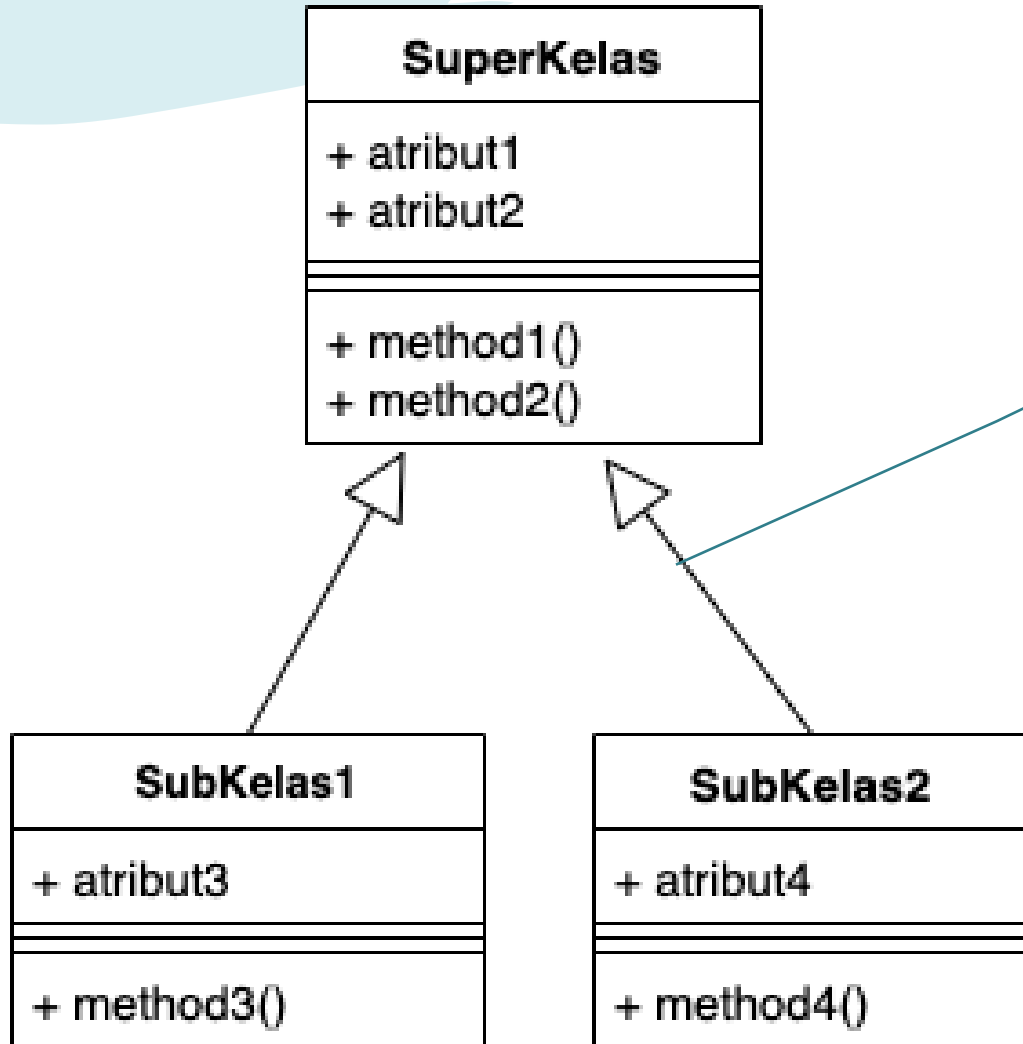 SuperKelas
+ atribut1
+ atribut2
+ method1()
+ method2()
SubKelas1
+ atribut3
+ method3()
SubKelas2
+ atribut4
+ method4()